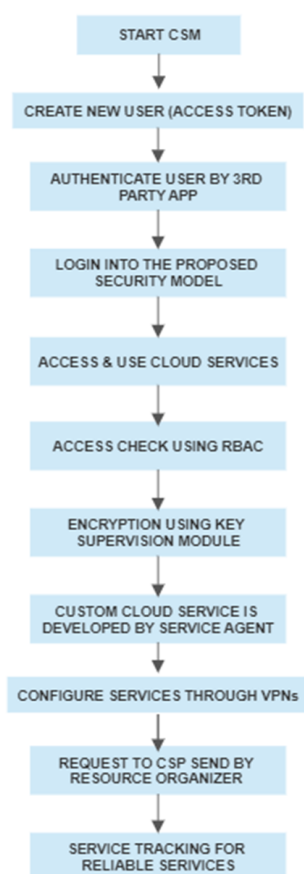 START CSM
CREATE NEW USER (ACCESS TOKEN)
AUTHENTICATE USER BY 3RD
PARTY APP
LOGIN INTO THE PROPOSED
SECURITY MODEL
ACCESS & USE CLOUD SERVICES
ACCESS CHECK USING RBAC
ENCRYPTION USING KEY
SUPERVISION MODULE
CUSTOM CLOUD SERVICE IS
DEVELOPED BY SERVICE AGENT
CONFIGURE SERVICES THROUGH VPNs
REQUEST TO CSP SEND BY
RESOURCE ORGANIZER
SERVICE TRACKING FOR
RELIABLE SERIVICES